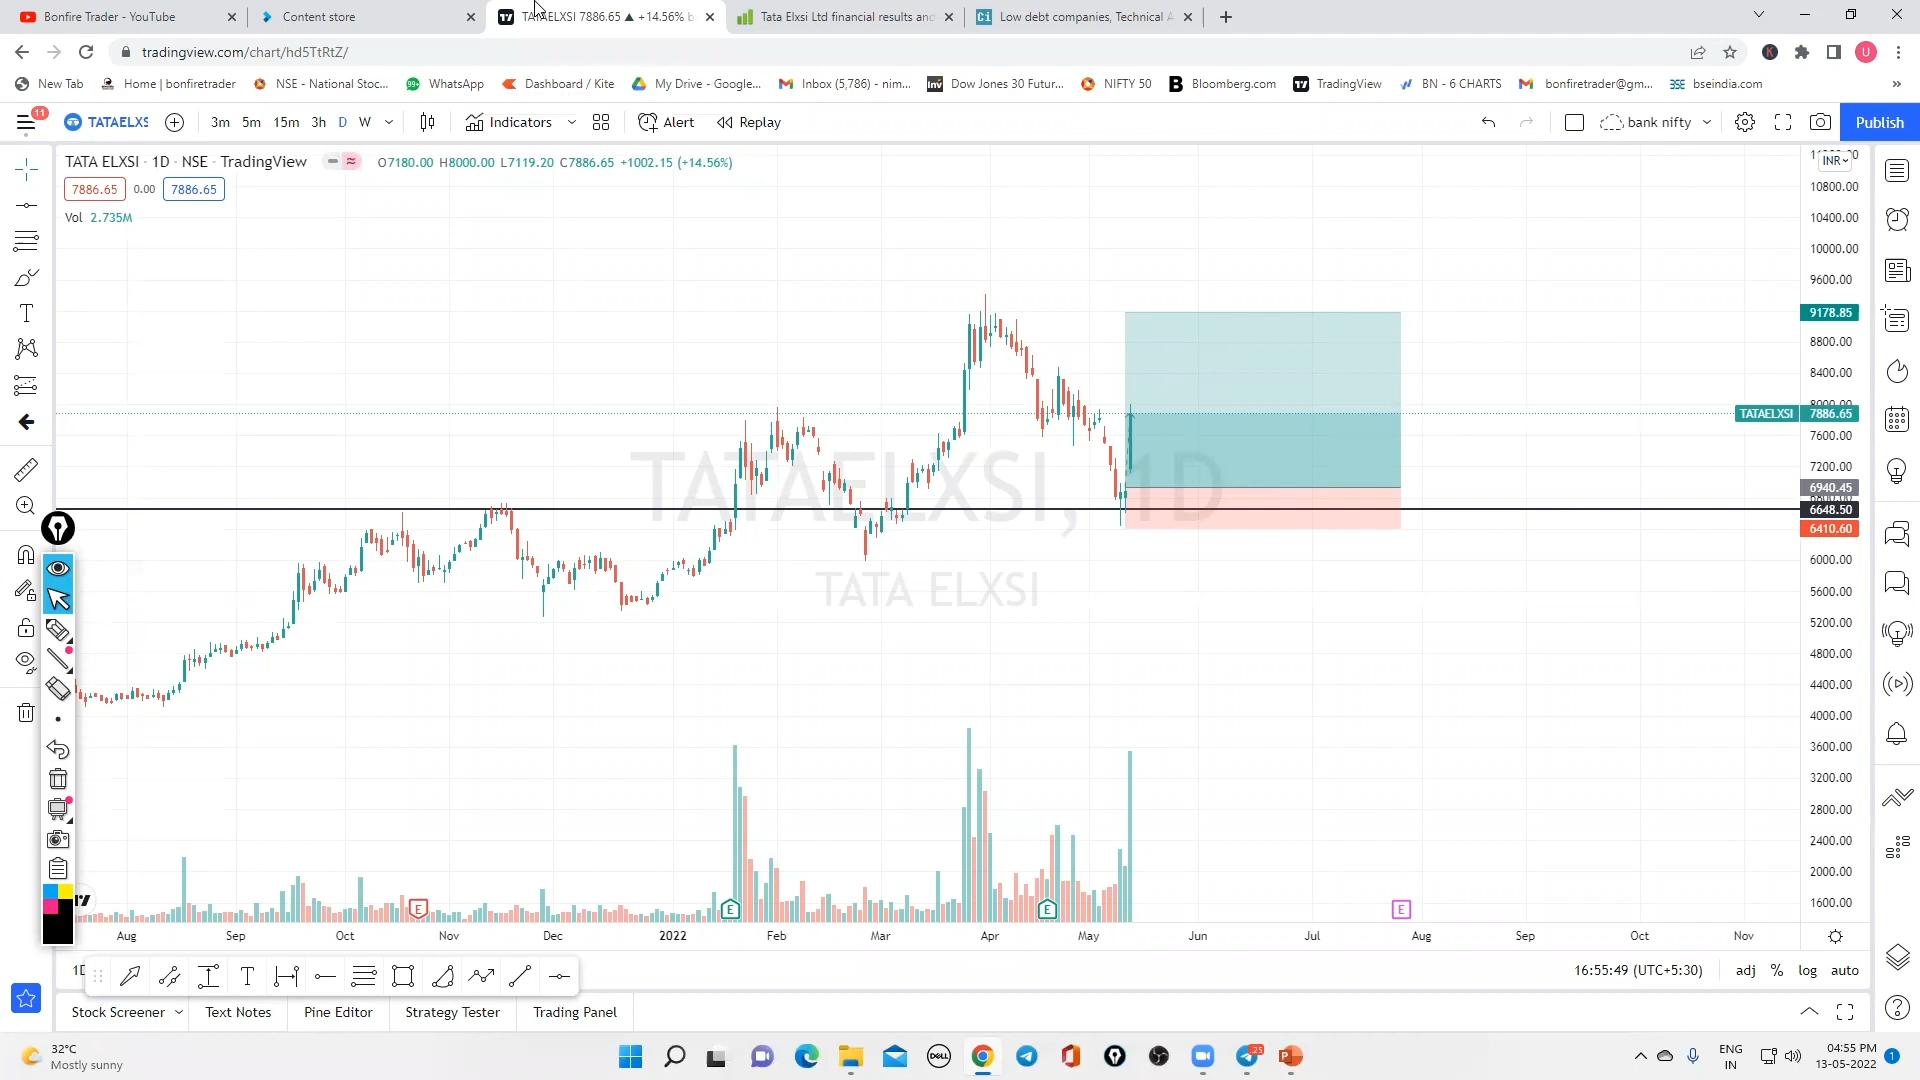 Bonfire Trader - YouTube
Content store
TATAELXSI 7886.65 ▲ +14.56%
Tata Elxsi Ltd financial results and
Low debt companies, Technical
tradingview.com/chart/hd5TtRtZ/
U
New Tab
Home | bonfiretrader
NSE - National Stoc...
99+
WhatsApp
Dashboard / Kite
My Drive - Google...
Inbox (5,786) - nim...
Inv
Dow Jones 30 Futur...
NIFTY 50
Bloomberg.com
TradingView
BN - 6 CHARTS
bonfiretrader@gm...
bseindia.com
11
TATAELXS
3m 5m 15m 3h D W
Indicators
Alert
Replay
bank nifty
Publish
TATA ELXSI · 1D · NSE · TradingView
O7180.00 H8000.00 L7119.20 C7886.65 +1002.15 (+14.56%)
7886.65 0.00 7886.65
Vol 2.735M
INR
10800.00
10400.00
10000.00
9600.00
9178.85
8800.00
8400.00
TATAELXSI 7886.65
7600.00
7200.00
6940.45
6648.50
6410.60
6000.00
5600.00
5200.00
4800.00
4400.00
4000.00
3600.00
3200.00
2800.00
2400.00
2000.00
1600.00
TATAELXSI, 1D
TATA ELXSI
E E E E
Aug Sep Oct Nov Dec 2022 Feb Mar Apr May Jun Jul Aug Sep Oct Nov
16:55:49 (UTC+5:30)
adj % log auto
Stock Screener
Text Notes
Pine Editor
Strategy Tester
Trading Panel
32°C
Mostly sunny
DELL
25
ENG
IN
04:55 PM
13-05-2022
1